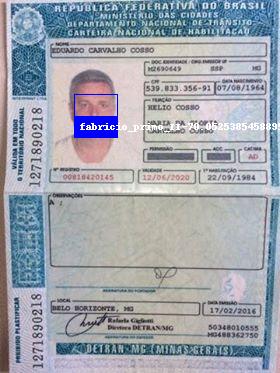 REPÚBLICA FEDERATIVA DO BRASIL
MINISTÉRIO DAS CIDADES
DEPARTAMENTO NACIONAL DE TRÂNSITO
CARTEIRA NACIONAL DE HABILITAÇÃO
NOME
EDUARDO CARVALHO COSSO
DOC. IDENTIDADE / ORG. EMISSOR UF
M2690649 SSP MG
CPF DATA NASCIMENTO
539.833.356-91 07/08/1964
FILIAÇÃO
HELIO COSSO
fabricio_primo_
PERMISSÃO ACC CAT.HAB.
AD
Nº REGISTRO VALIDADE 1ª HABILITAÇÃO
00818420145 12/06/2020 22/09/1984
VÁLIDA EM TODO
O TERRITÓRIO NACIONAL
1271890218
OBSERVAÇÕES
A ;
ASSINATURA DO PORTADOR
LOCAL DATA EMISSÃO
BELO HORIZONTE, MG 17/02/2016
Rafaela Gigliotti
Diretora DETRAN/MG
50348010555
MG488362750
ASSINATURA DO EMISSOR
PROIBIDO PLASTIFICAR
1271890218
DETRAN-MG (MINAS GERAIS)